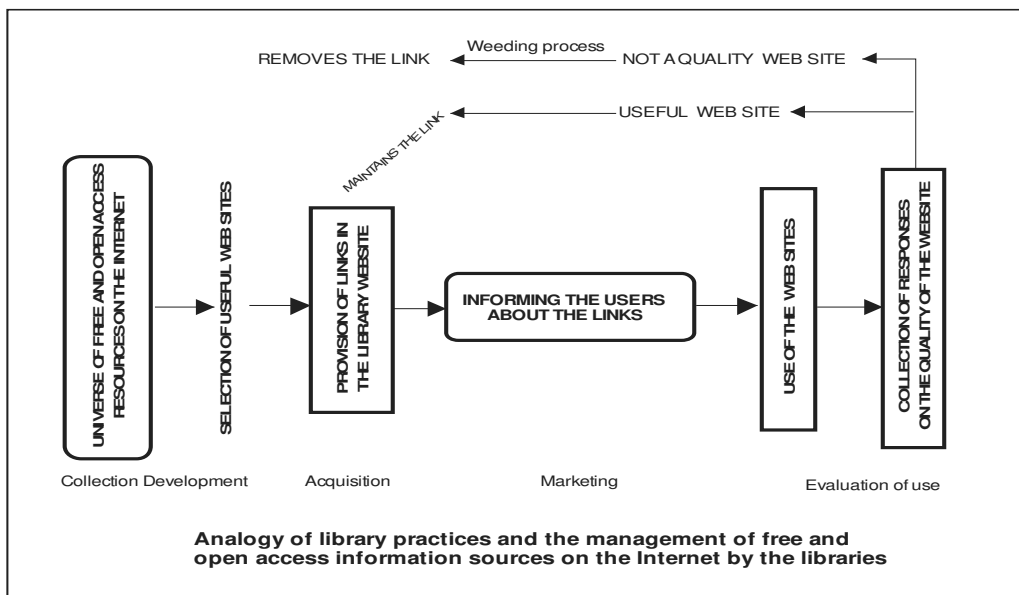 Weeding process
REMOVES THE LINK
NOT A QUALITY WEB SITE
USEFUL WEB SITE
MAINTAINS THE LINK
UNIVERSE OF FREE AND OPEN ACCESS
RESOURCES ON THE INTERNET
SELECTION OF USEFUL WEB SITES
PROVISION OF LINKS IN
THE LIBRARY WEBSITE
INFORMING THE USERS
ABOUT THE LINKS
USE OF THE WEB SITES
COLLECTION OF RESPONSES
ON THE QUALITY OF THE WEBSITE
Collection Development
Acquisition
Marketing
Evaluation of use
Analogy of library practices and the management of free and
open access information sources on the Internet by the libraries